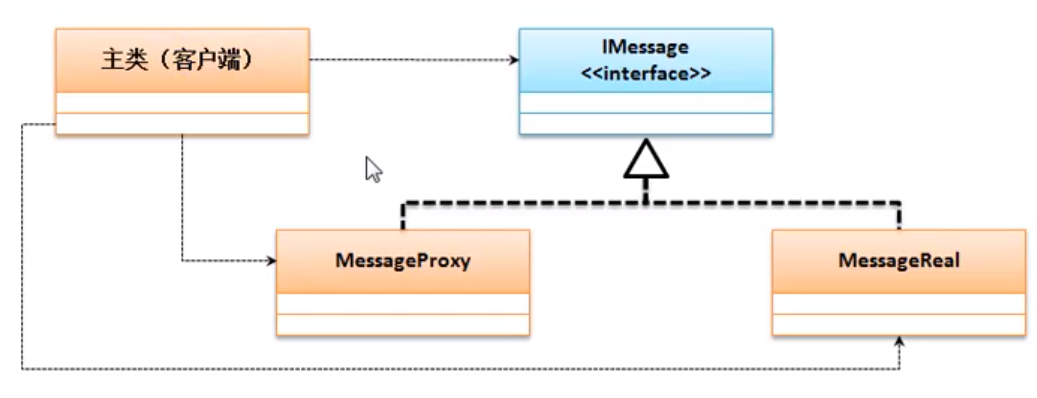 主类（客户端）
IMessage
<<interface>>
MessageProxy
MessageReal